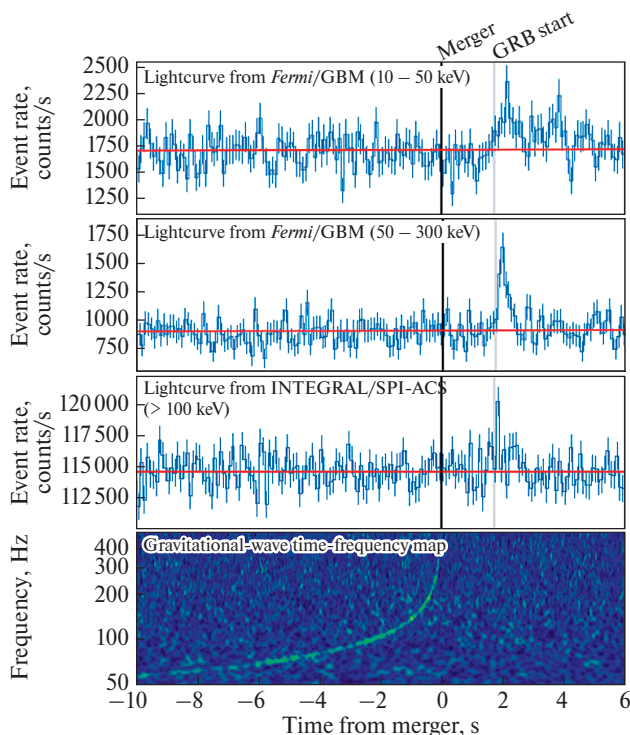 Merger
GRB start
Lightcurve from Fermi/GBM (10 – 50 keV)
Event rate,
counts/s
2500
2250
2000
1750
1500
1250
Lightcurve from Fermi/GBM (50 – 300 keV)
Event rate,
counts/s
1750
1500
1250
1000
750
Lightcurve from INTEGRAL/SPI-ACS
(> 100 keV)
Event rate,
counts/s
120 000
117 500
115 000
112 500
Gravitational-wave time-frequency map
Frequency, Hz
400
300
200
100
50
−10 −8 −6 −4 −2 0 2 4 6
Time from merger, s